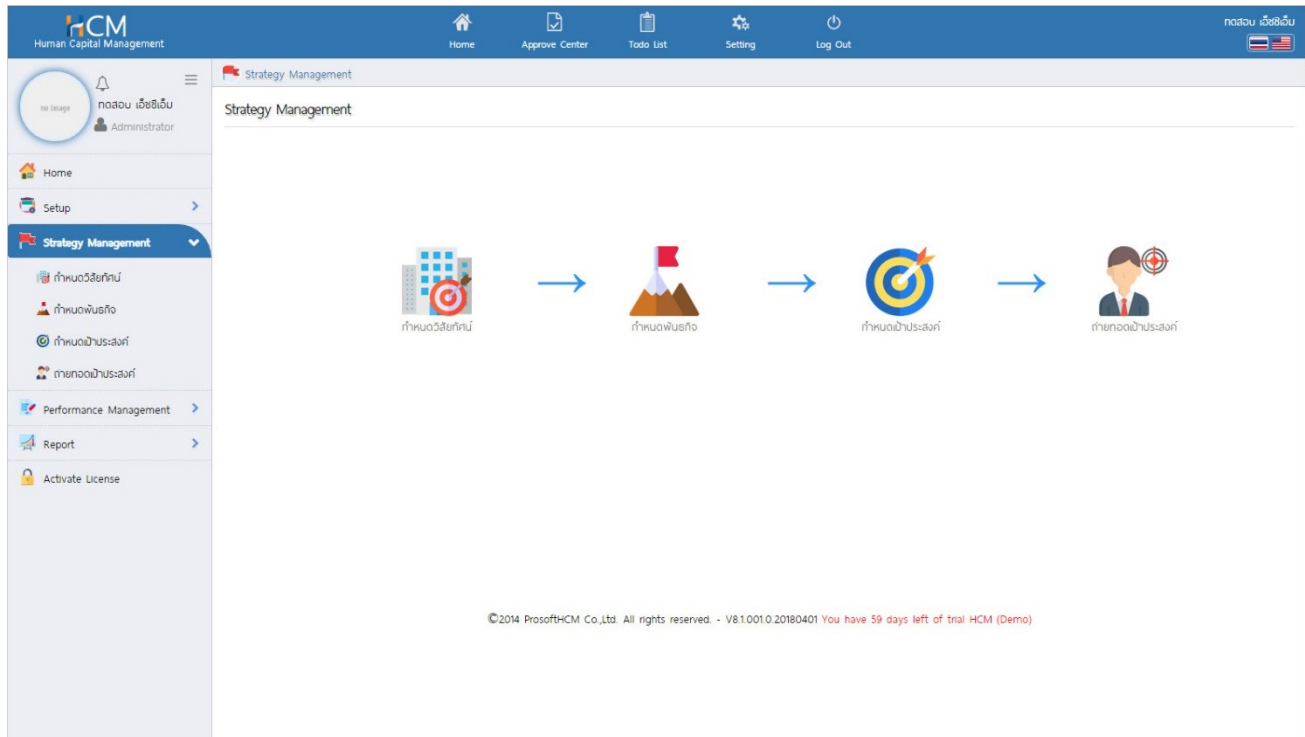 HCM
Human Capital Management
Home
Approve Center
Todo List
Setting
Log Out
ทดสอบ เอ็ชซีเอ็ม
no image
ทดสอบ เอ็ชซีเอ็ม
Administrator
Home
Setup
Strategy Management
กำหนดวิสัยทัศน์
กำหนดพันธกิจ
กำหนดเป้าประสงค์
ถ่ายทอดเป้าประสงค์
Performance Management
Report
Activate License
Strategy Management
Strategy Management
กำหนดวิสัยทัศน์
กำหนดพันธกิจ
กำหนดเป้าประสงค์
ถ่ายทอดเป้าประสงค์
©2014 ProsoftHCM Co.,Ltd. All rights reserved. - V8.1.001.0.20180401 You have 59 days left of trial HCM (Demo)